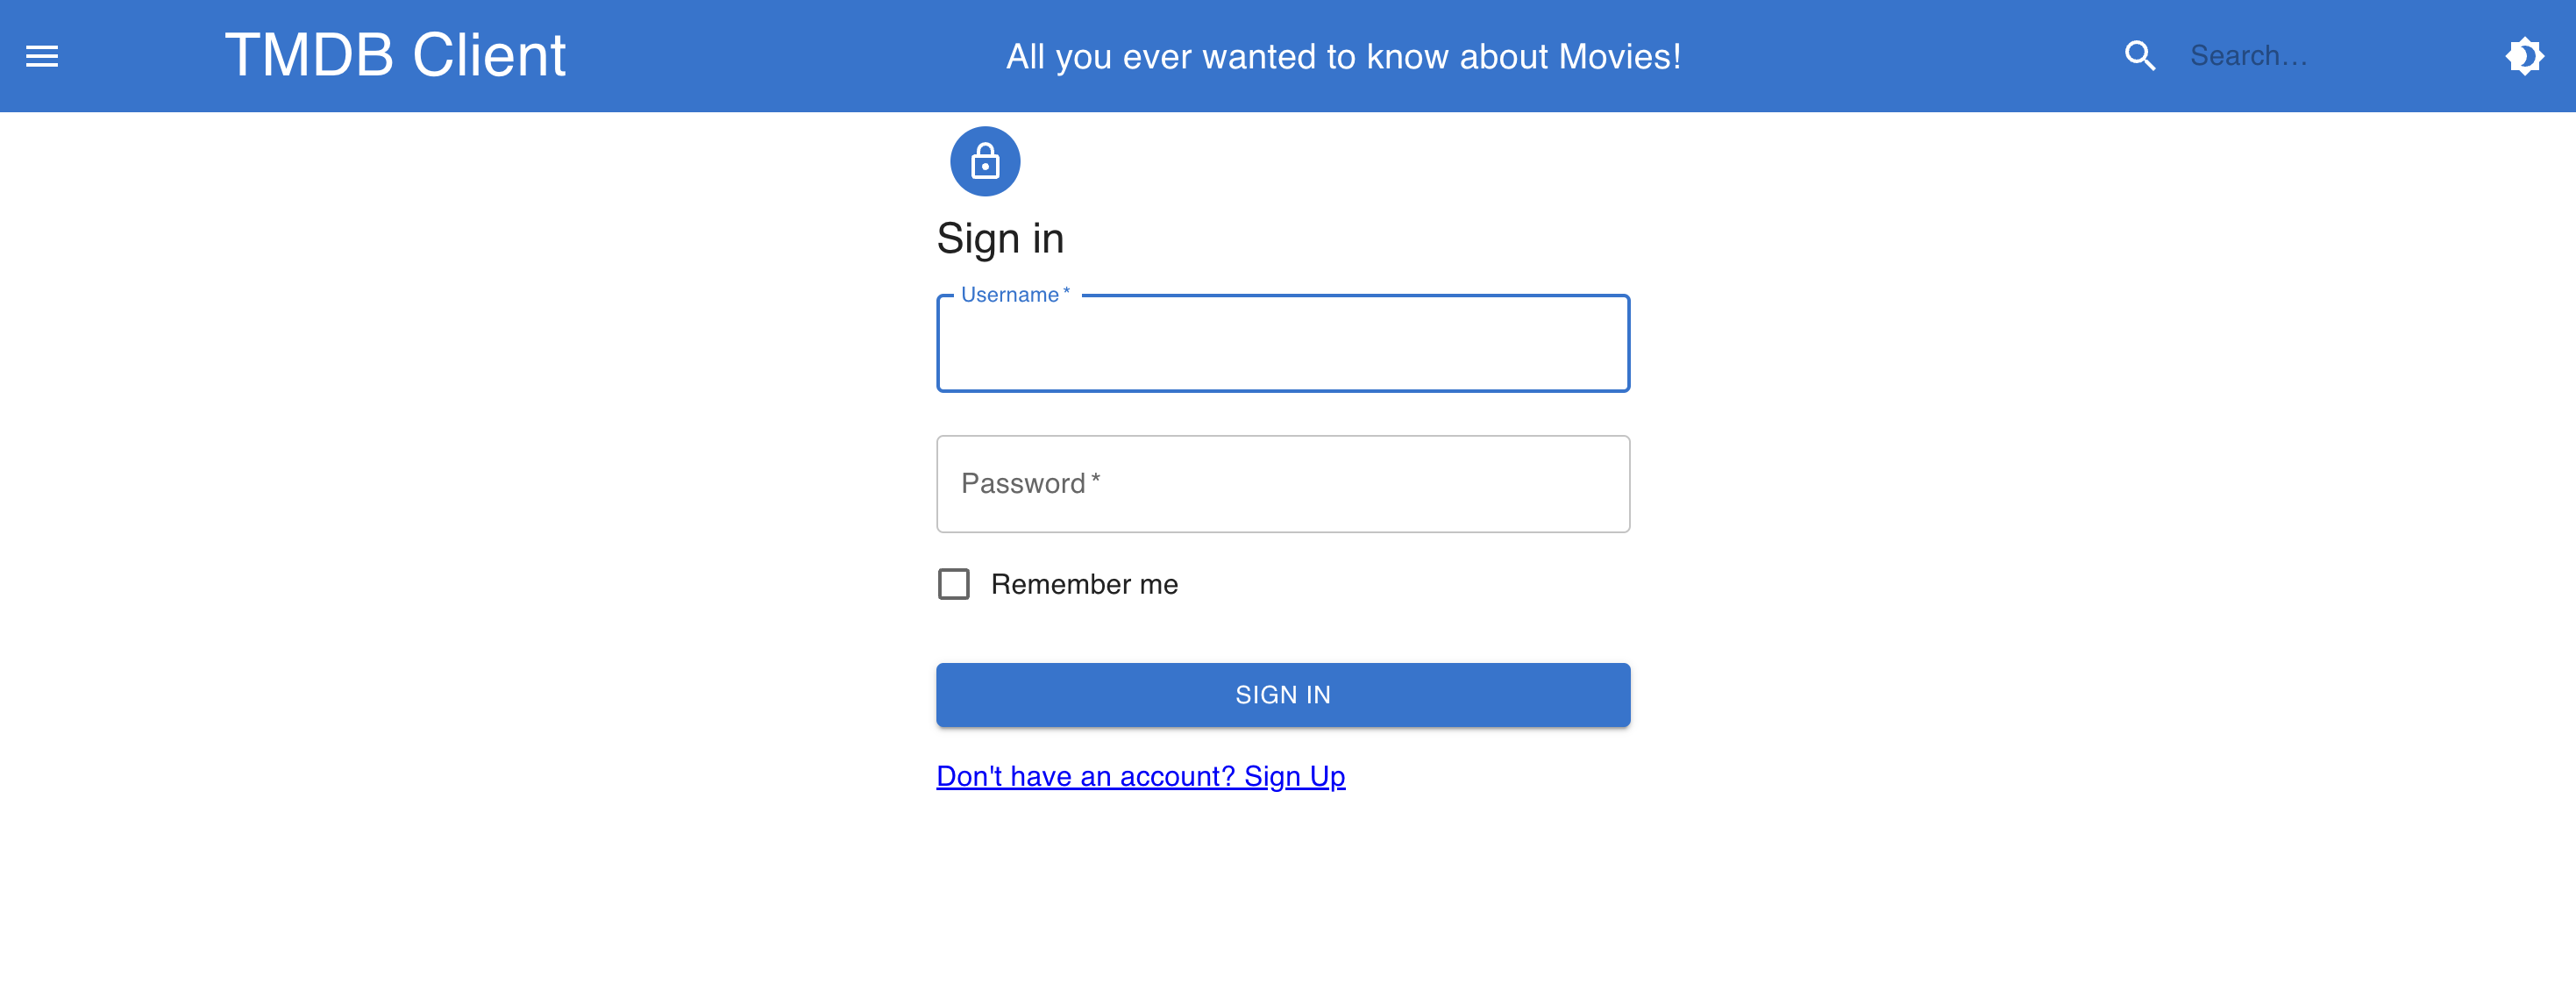 TMDB Client
All you ever wanted to know about Movies!
Search…
Sign in
Username *
Password *
Remember me
SIGN IN
Don't have an account? Sign Up